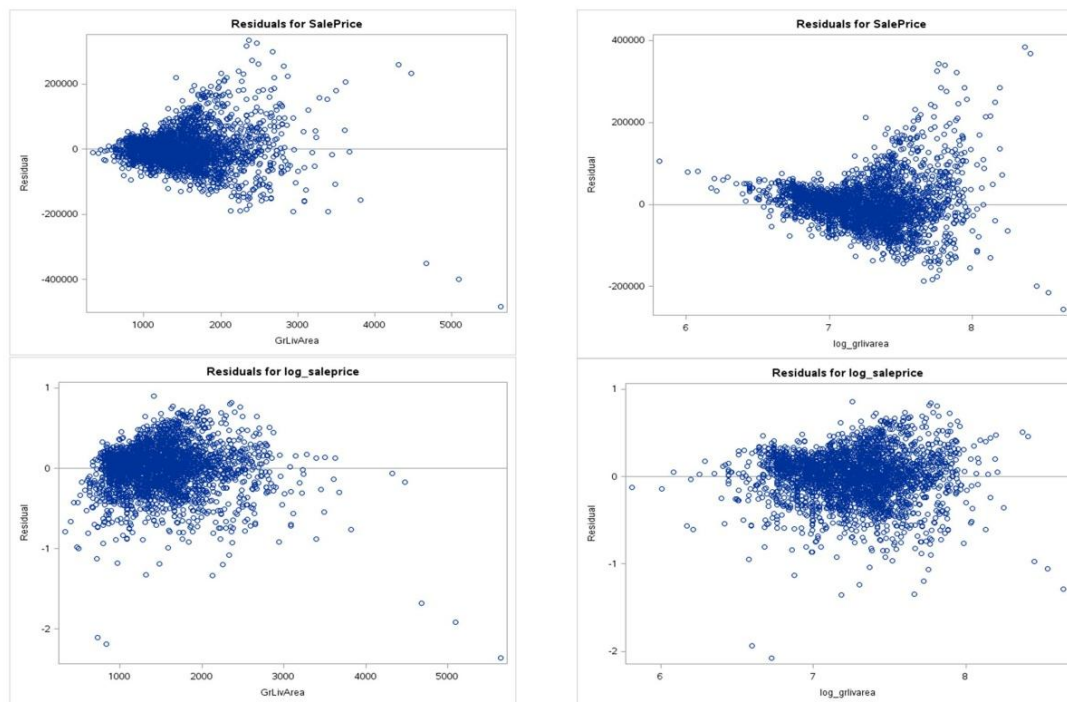 Residuals for SalePrice
200000
0
-200000
-400000
Residual
1000 2000 3000 4000 5000
GrLivArea
Residuals for SalePrice
400000
200000
0
-200000
Residual
6 7 8
log_grlivarea
Residuals for log_saleprice
1
0
-1
-2
Residual
1000 2000 3000 4000 5000
GrLivArea
Residuals for log_saleprice
1
0
-1
-2
Residual
6 7 8
log_grlivarea